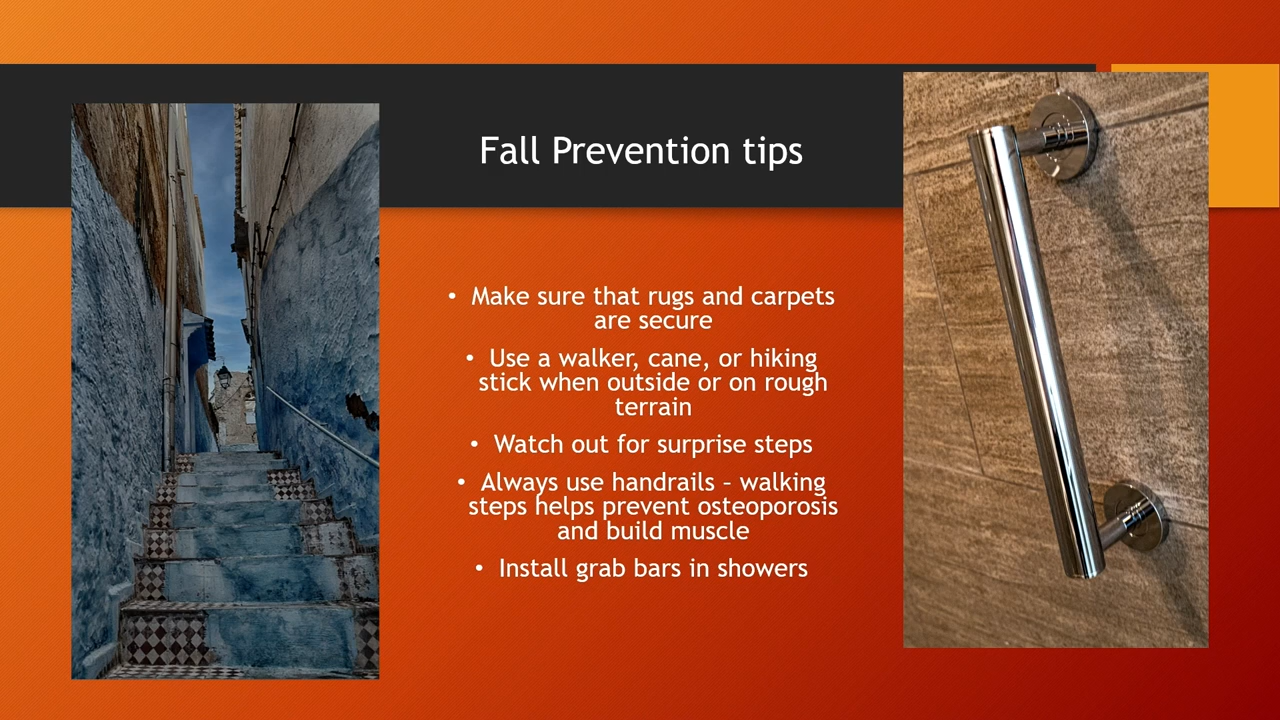 Fall Prevention tips
• Make sure that rugs and carpets
are secure
• Use a walker, cane, or hiking
stick when outside or on rough
terrain
• Watch out for surprise steps
• Always use handrails – walking
steps helps prevent osteoporosis
and build muscle
• Install grab bars in showers